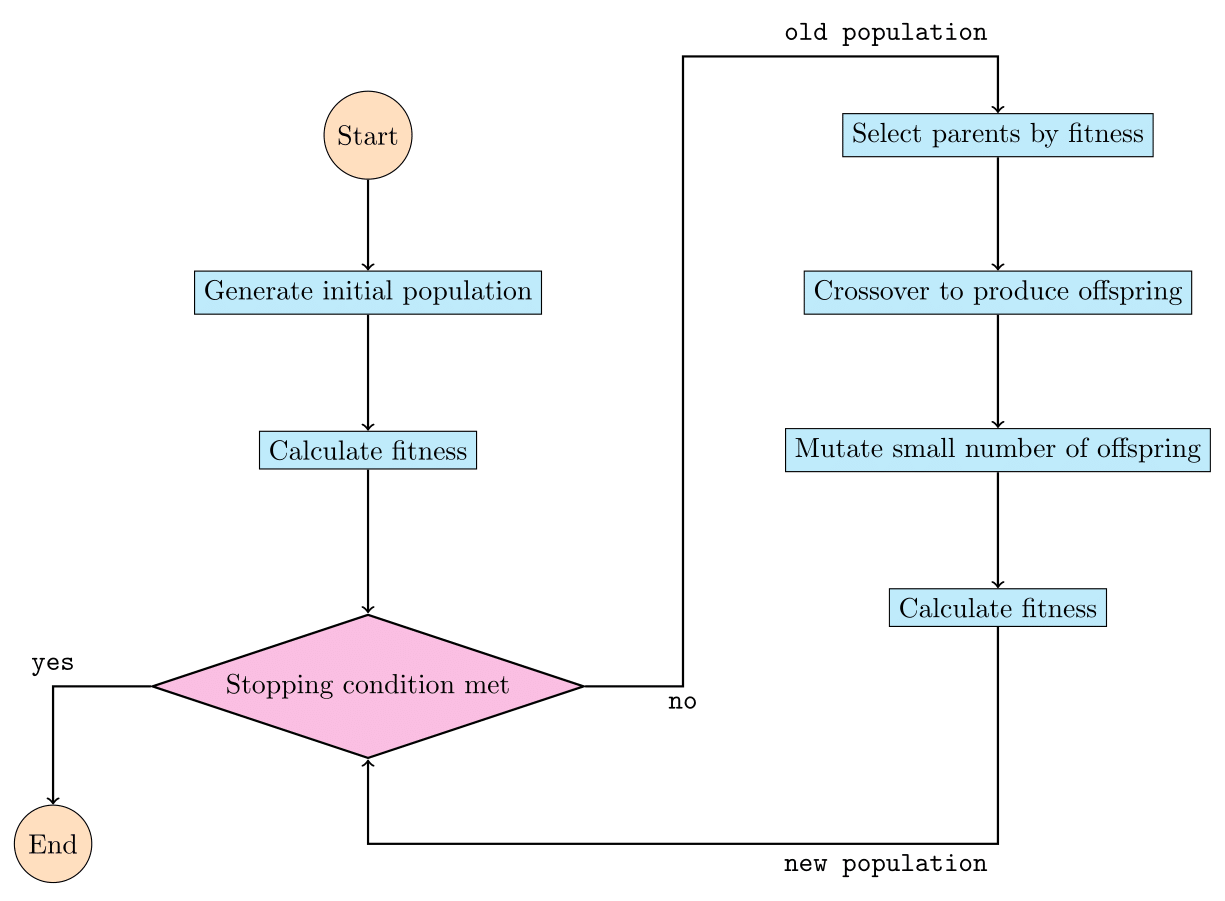 Start
Generate initial population
Calculate fitness
Stopping condition met
yes
End
no
old population
Select parents by fitness
Crossover to produce offspring
Mutate small number of offspring
Calculate fitness
new population